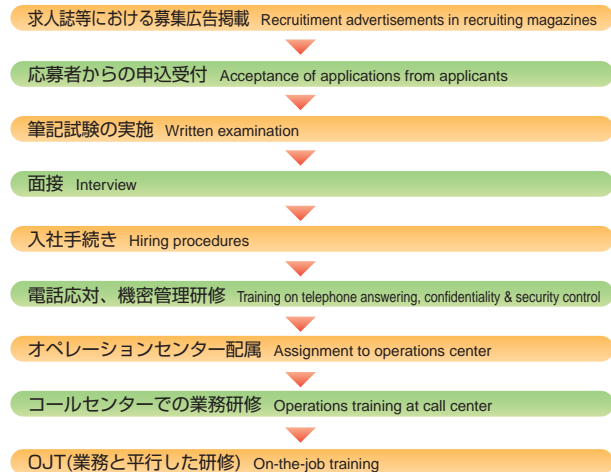 求人誌等における募集広告掲載 Recruitment advertisements in recruiting magazines
応募者からの申込受付 Acceptance of applications from applicants
筆記試験の実施 Written examination
面接 Interview
入社手続き Hiring procedures
電話応対、機密管理研修 Training on telephone answering, confidentiality & security control
オペレーションセンター配属 Assignment to operations center
コールセンターでの業務研修 Operations training at call center
OJT(業務と平行した研修) On-the-job training